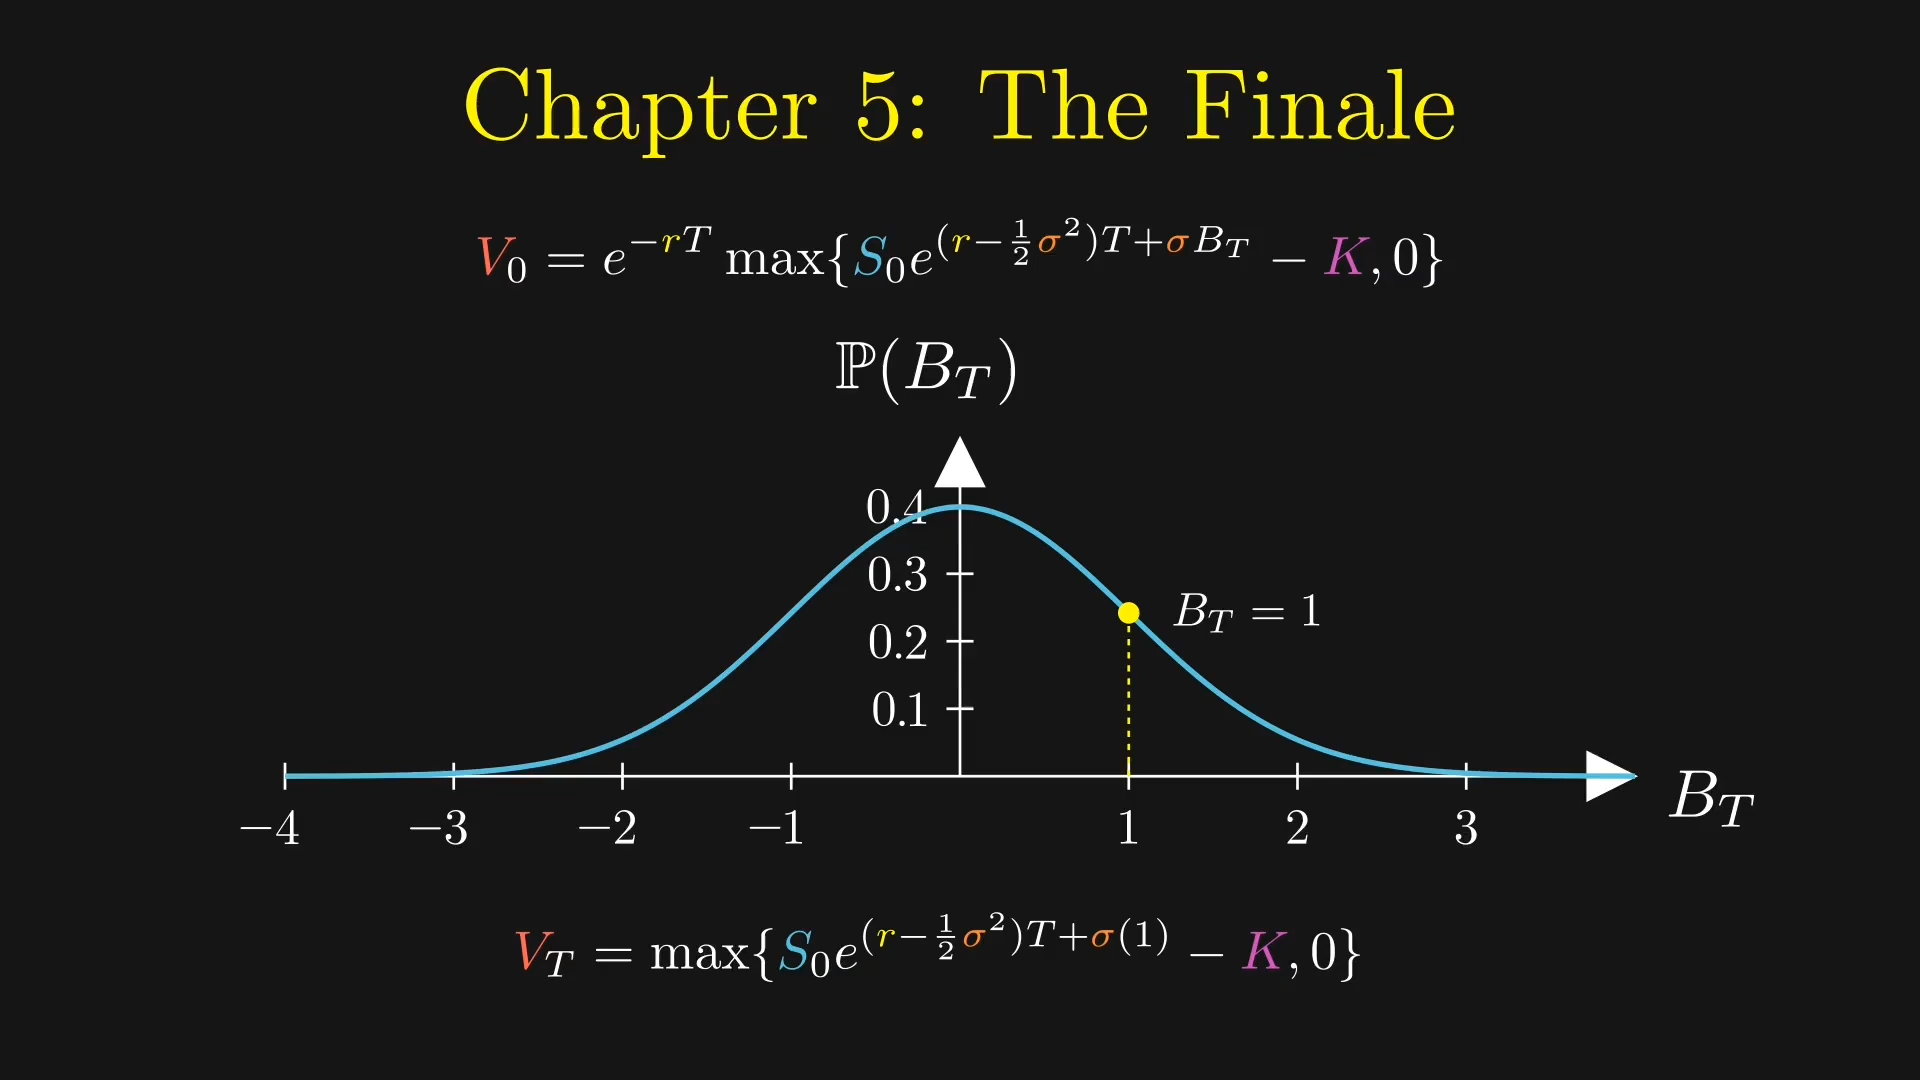 Chapter 5: The Finale
V₀ = e^{−rT} max{S₀e^{(r−½σ²)T+σB_T} − K, 0}
ℙ(B_T)
0.4
0.3
B_T = 1
0.2
0.1
B_T
−4 −3 −2 −1 1 2 3
V_T = max{S₀e^{(r−½σ²)T+σ(1)} − K, 0}